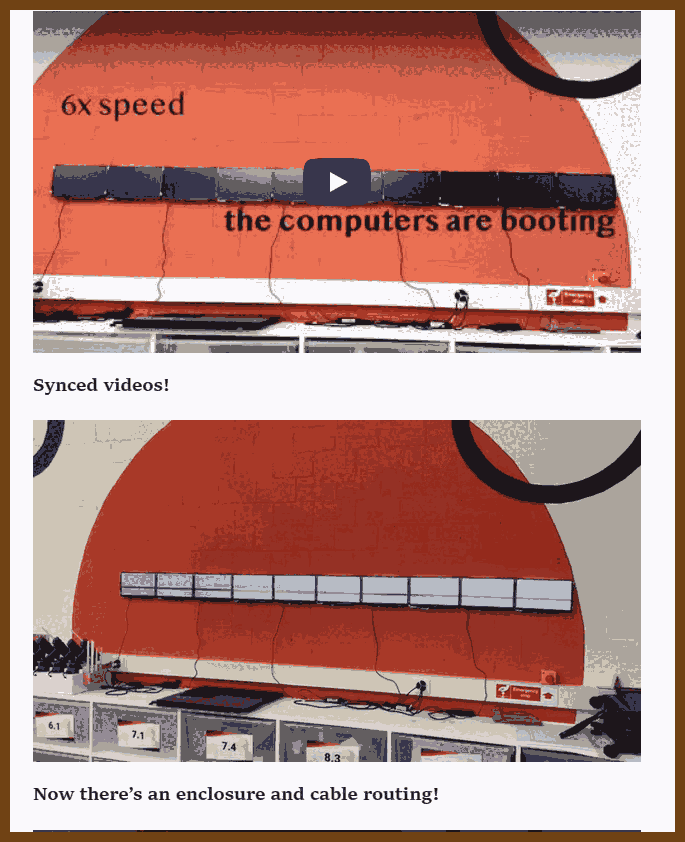 6x speed
the computers are booting
Emergency
stop
Synced videos!
Emergency
stop
6.1
7.1
7.4
8.3
Now there's an enclosure and cable routing!